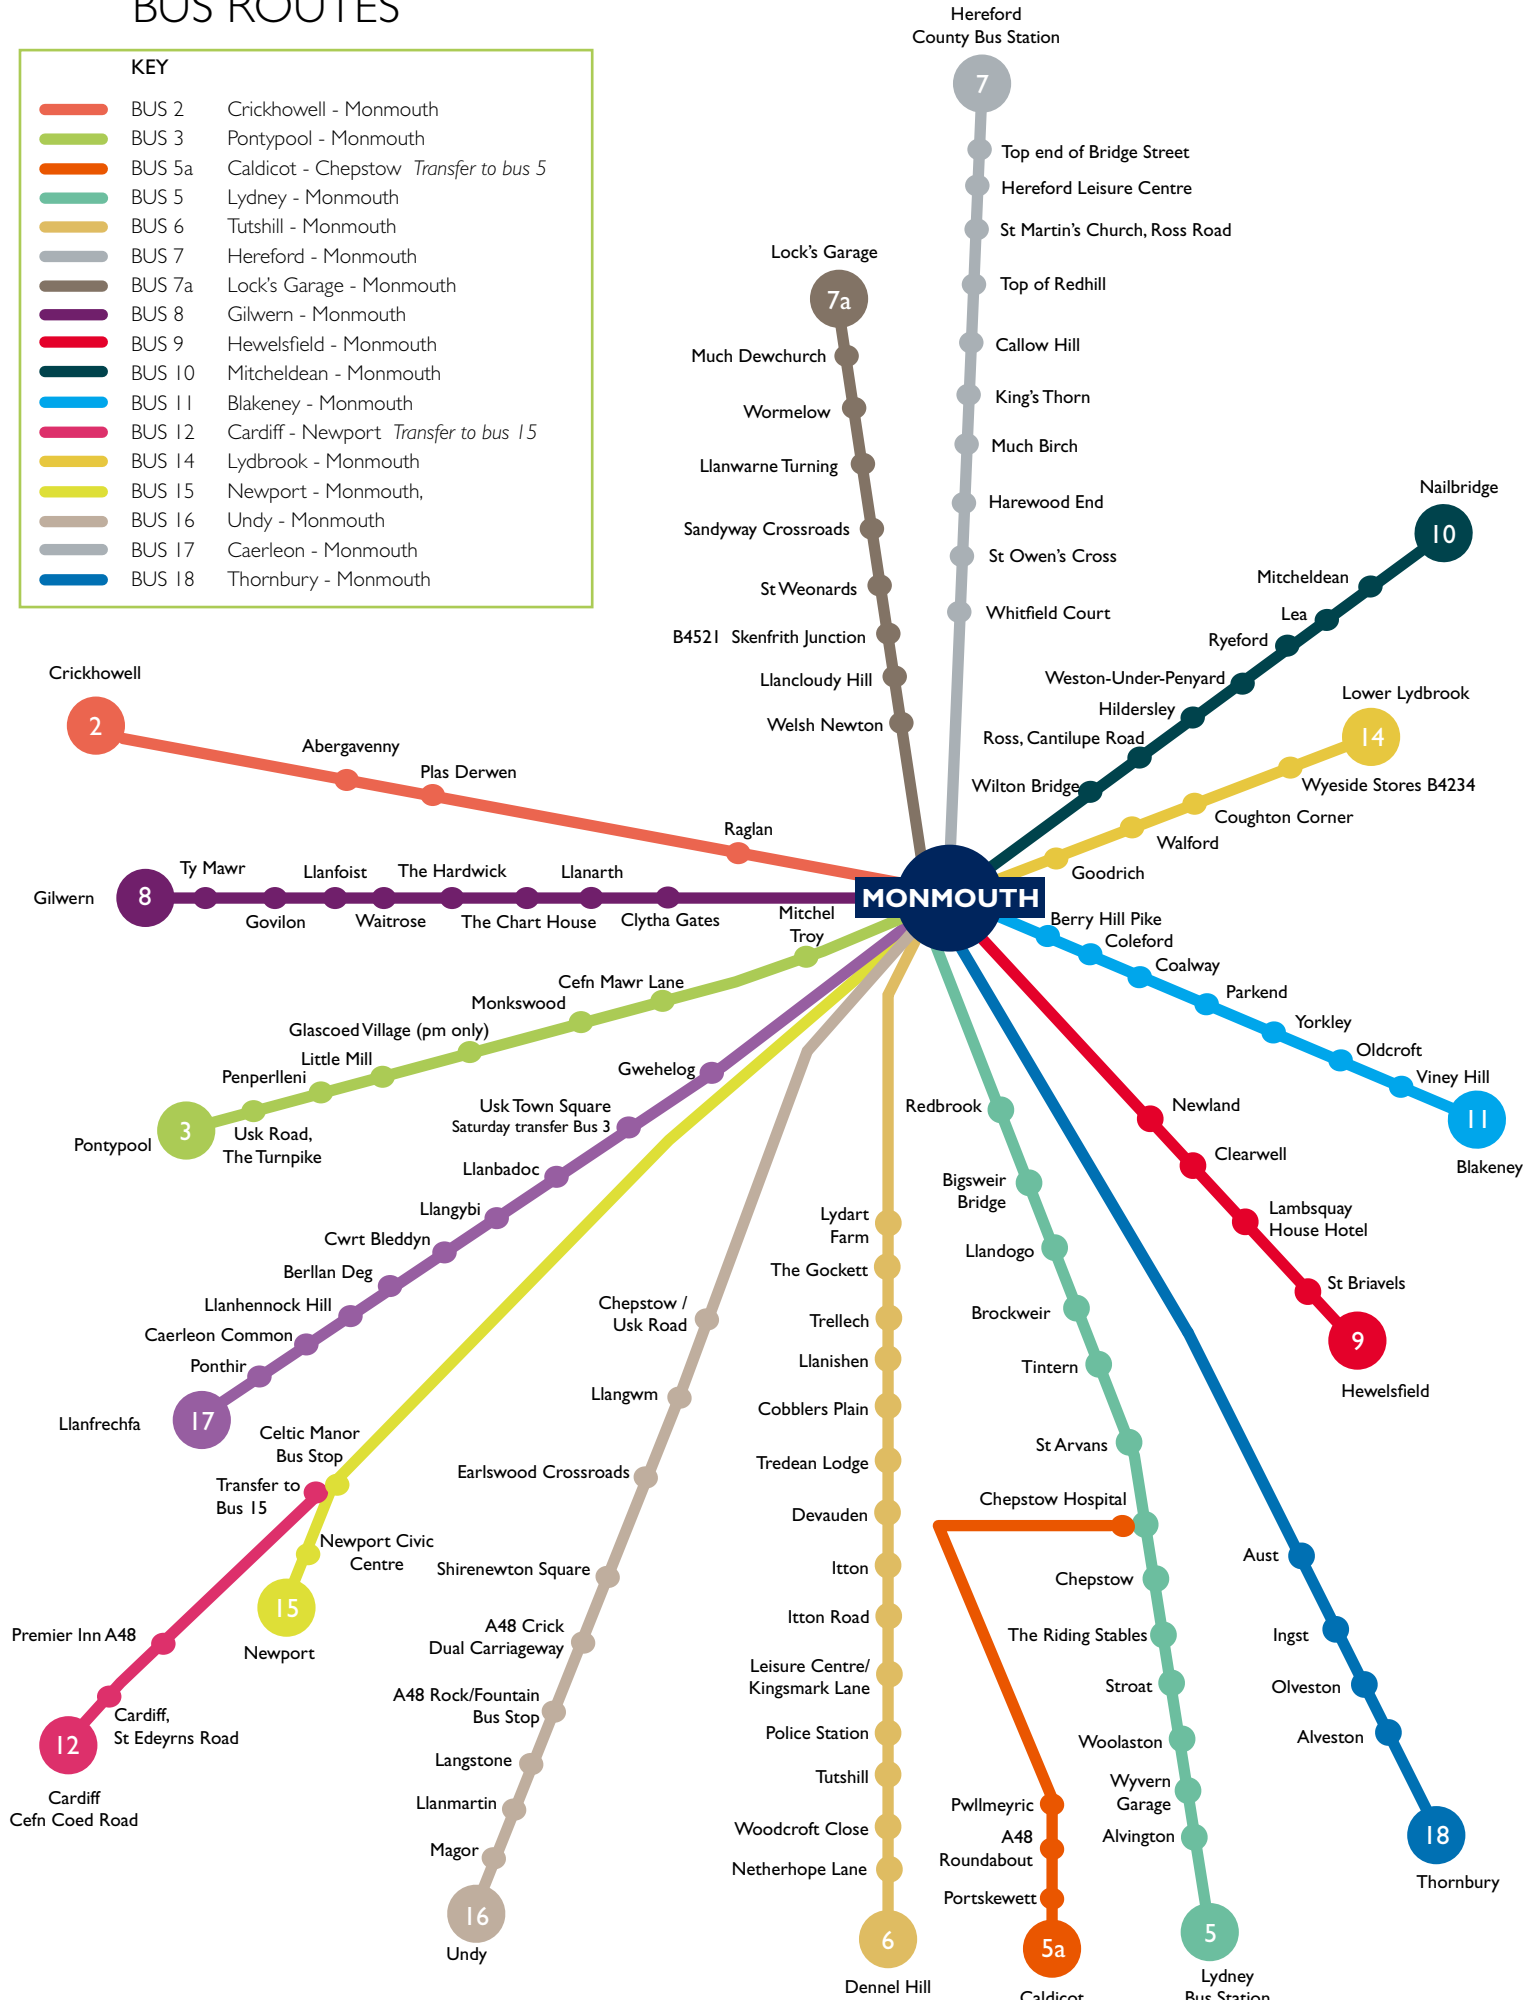 BUS ROUTES
KEY
BUS 2 Crickhowell - Monmouth
BUS 3 Pontypool - Monmouth
BUS 5a Caldicot - Chepstow Transfer to bus 5
BUS 5 Lydney - Monmouth
BUS 6 Tutshill - Monmouth
BUS 7 Hereford - Monmouth
BUS 7a Lock's Garage - Monmouth
BUS 8 Gilwern - Monmouth
BUS 9 Hewelsfield - Monmouth
BUS 10 Mitcheldean - Monmouth
BUS 11 Blakeney - Monmouth
BUS 12 Cardiff - Newport Transfer to bus 15
BUS 14 Lydbrook - Monmouth
BUS 15 Newport - Monmouth,
BUS 16 Undy - Monmouth
BUS 17 Caerleon - Monmouth
BUS 18 Thornbury - Monmouth
Hereford
County Bus Station
7
Top end of Bridge Street
Hereford Leisure Centre
St Martin's Church, Ross Road
Top of Redhill
Callow Hill
King's Thorn
Much Birch
Harewood End
St Owen's Cross
Whitfield Court
Lock's Garage
7a
Much Dewchurch
Wormelow
Llanwarne Turning
Sandyway Crossroads
St Weonards
B4521 Skenfrith Junction
Llancloudy Hill
Welsh Newton
Nailbridge
10
Mitcheldean
Lea
Ryeford
Weston-Under-Penyard
Hildersley
Ross, Cantilupe Road
Wilton Bridge
Lower Lydbrook
14
Wyeside Stores B4234
Coughton Corner
Walford
Goodrich
Crickhowell
2
Abergavenny
Plas Derwen
Raglan
Gilwern
8
Ty Mawr
Govilon
Llanfoist
Waitrose
The Hardwick
The Chart House
Llanarth
Clytha Gates
MONMOUTH
Mitchel
Troy
Cefn Mawr Lane
Monkswood
Glascoed Village (pm only)
Little Mill
Penperlleni
Usk Road,
The Turnpike
3
Pontypool
Berry Hill Pike
Coleford
Coalway
Parkend
Yorkley
Oldcroft
Viney Hill
11
Blakeney
Gwehelog
Usk Town Square
Saturday transfer Bus 3
Llanbadoc
Llangybi
Cwrt Bleddyn
Berllan Deg
Llanhennock Hill
Caerleon Common
Ponthir
17
Llanfrechfa
Newland
Clearwell
Lambsquay
House Hotel
St Briavels
9
Hewelsfield
Celtic Manor
Bus Stop
Transfer to
Bus 15
Newport Civic
Centre
15
Newport
Premier Inn A48
Cardiff,
St Edeyrns Road
12
Cardiff
Cefn Coed Road
Chepstow /
Usk Road
Llangwm
Earlswood Crossroads
Shirenewton Square
A48 Crick
Dual Carriageway
A48 Rock/Fountain
Bus Stop
Langstone
Llanmartin
Magor
16
Undy
Lydart
Farm
The Gockett
Trellech
Llanishen
Cobblers Plain
Tredean Lodge
Devauden
Itton
Itton Road
Leisure Centre/
Kingsmark Lane
Police Station
Tutshill
Woodcroft Close
Netherhope Lane
6
Dennel Hill
Redbrook
Bigsweir
Bridge
Llandogo
Brockweir
Tintern
St Arvans
Chepstow Hospital
Chepstow
The Riding Stables
Stroat
Woolaston
Wyvern
Garage
Alvington
5
Lydney
Bus Station
Pwllmeyric
A48
Roundabout
Portskewett
5a
Caldicot
Aust
Ingst
Olveston
Alveston
18
Thornbury